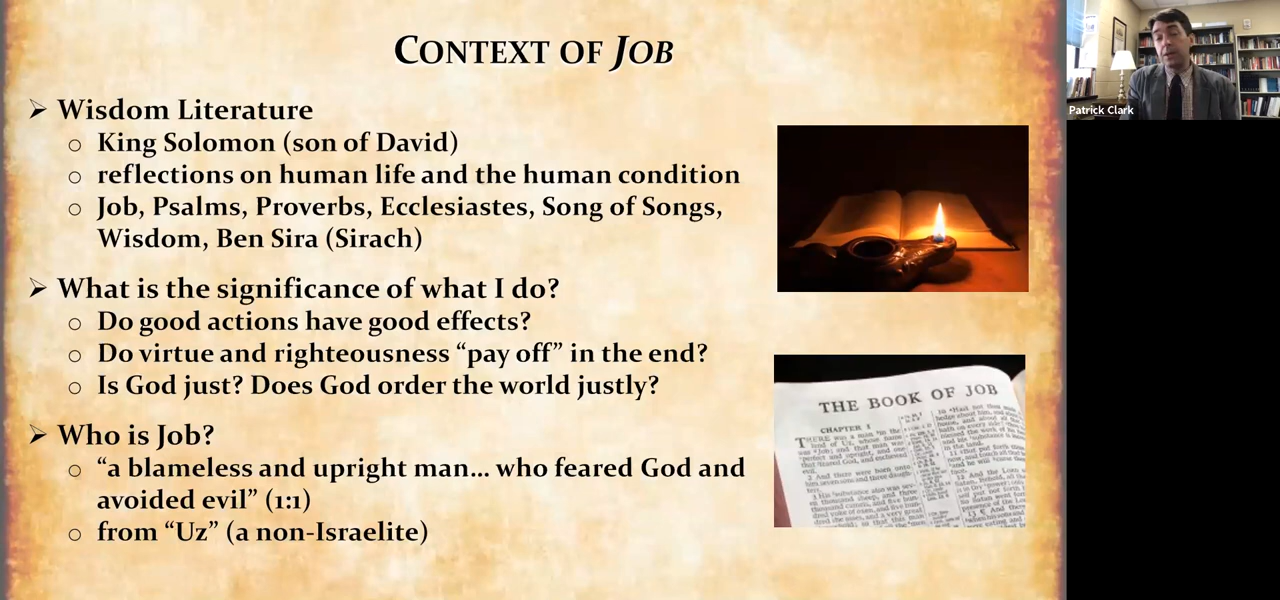 CONTEXT OF JOB
Patrick Clark
➢ Wisdom Literature
○ King Solomon (son of David)
○ reflections on human life and the human condition
○ Job, Psalms, Proverbs, Ecclesiastes, Song of Songs,
Wisdom, Ben Sira (Sirach)
➢ What is the significance of what I do?
○ Do good actions have good effects?
○ Do virtue and righteousness “pay off” in the end?
○ Is God just? Does God order the world justly?
➢ Who is Job?
○ “a blameless and upright man... who feared God and
avoided evil” (1:1)
○ from “Uz” (a non-Israelite)
THE BOOK OF JOB
CHAPTER 1